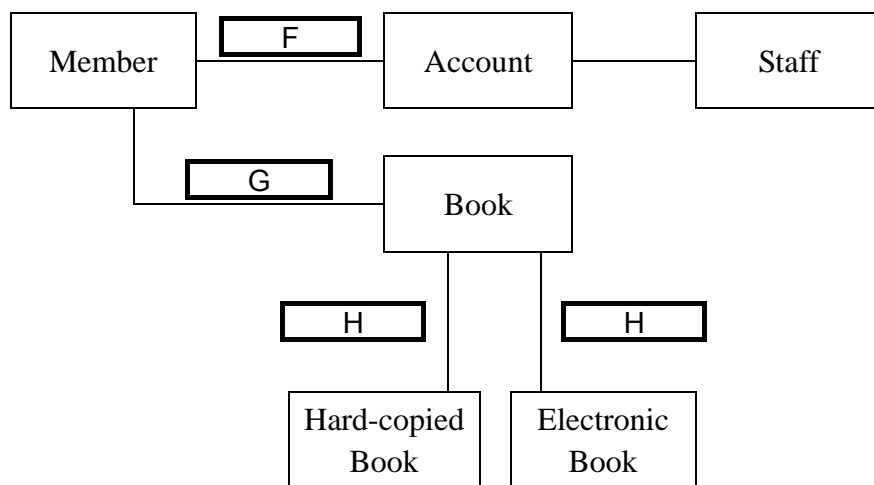 F
Member
Account
Staff
G
Book
H
H
Hard-copied
Book
Electronic
Book